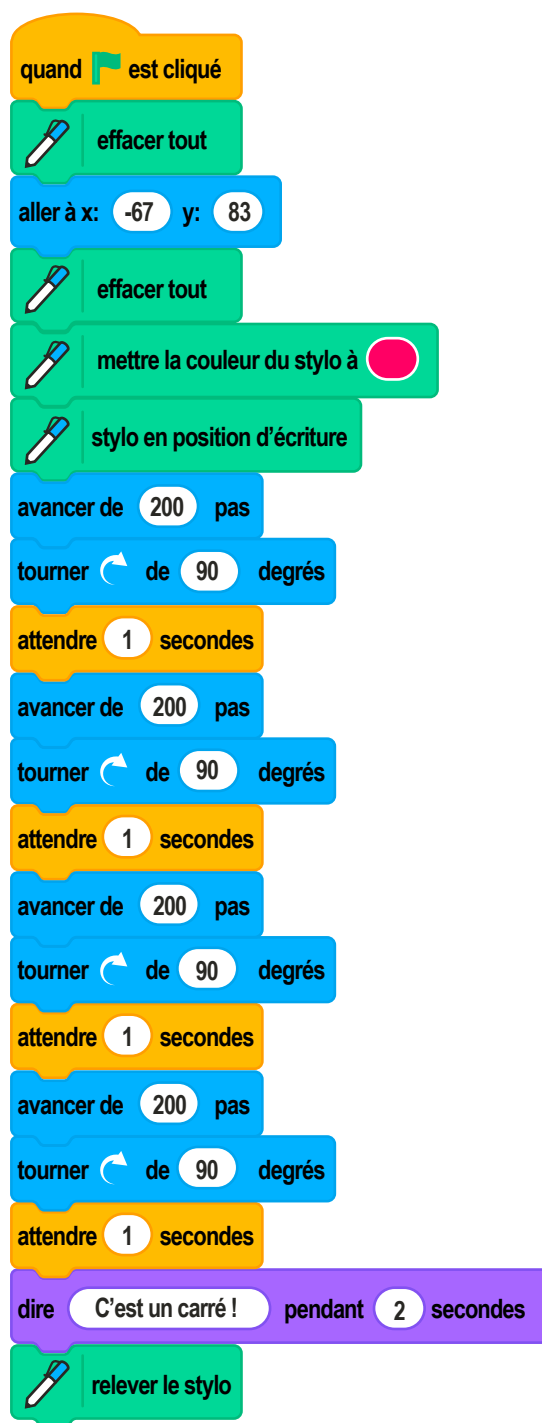 quand est cliqué
effacer tout
aller à x: -67 y: 83
effacer tout
mettre la couleur du stylo à
stylo en position d’écriture
avancer de 200 pas
tourner de 90 degrés
attendre 1 secondes
avancer de 200 pas
tourner de 90 degrés
attendre 1 secondes
avancer de 200 pas
tourner de 90 degrés
attendre 1 secondes
avancer de 200 pas
tourner de 90 degrés
attendre 1 secondes
dire C’est un carré ! pendant 2 secondes
relever le stylo